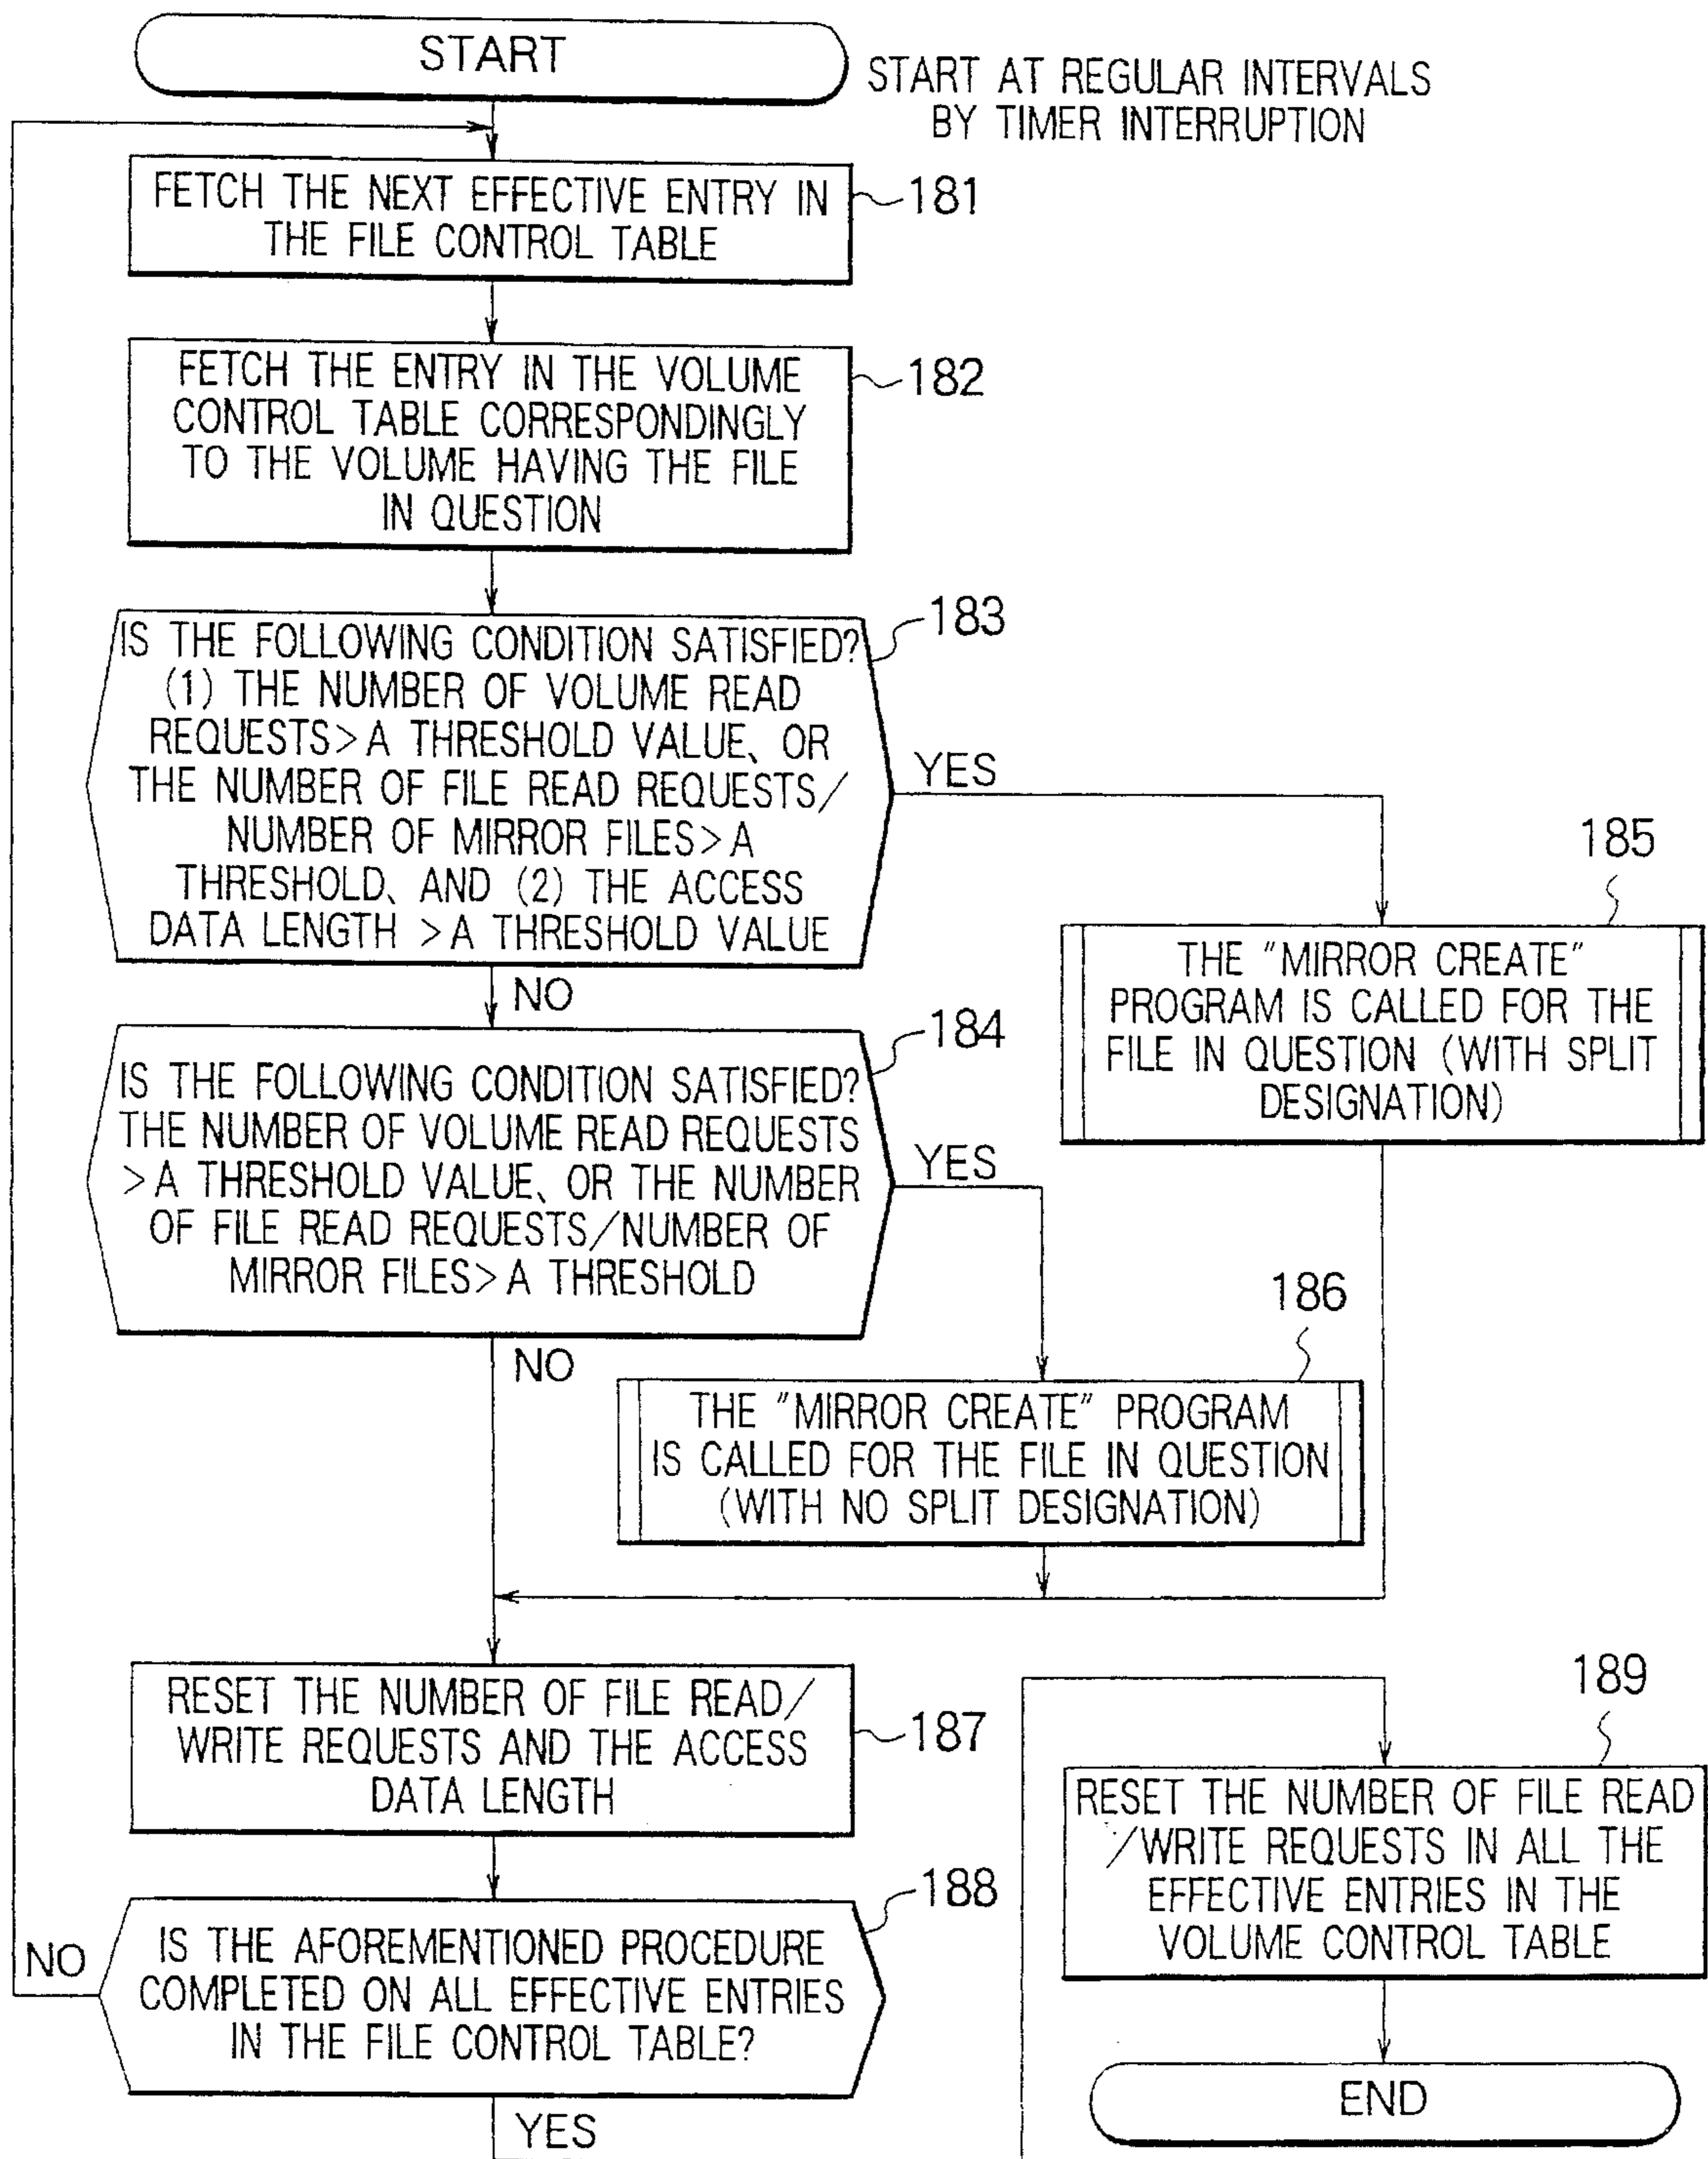 START
START AT REGULAR INTERVALS
BY TIMER INTERRUPTION
FETCH THE NEXT EFFECTIVE ENTRY IN
THE FILE CONTROL TABLE
181
FETCH THE ENTRY IN THE VOLUME
CONTROL TABLE CORRESPONDINGLY
TO THE VOLUME HAVING THE FILE
IN QUESTION
182
IS THE FOLLOWING CONDITION SATISFIED?
(1) THE NUMBER OF VOLUME READ
REQUESTS>A THRESHOLD VALUE, OR
THE NUMBER OF FILE READ REQUESTS/
NUMBER OF MIRROR FILES>A
THRESHOLD, AND (2) THE ACCESS
DATA LENGTH >A THRESHOLD VALUE
183
YES
NO
185
THE "MIRROR CREATE"
PROGRAM IS CALLED FOR THE
FILE IN QUESTION (WITH SPLIT
DESIGNATION)
IS THE FOLLOWING CONDITION SATISFIED?
THE NUMBER OF VOLUME READ REQUESTS
>A THRESHOLD VALUE, OR THE NUMBER
OF FILE READ REQUESTS/NUMBER OF
MIRROR FILES>A THRESHOLD
184
YES
NO
186
THE "MIRROR CREATE" PROGRAM
IS CALLED FOR THE FILE IN QUESTION
(WITH NO SPLIT DESIGNATION)
RESET THE NUMBER OF FILE READ/
WRITE REQUESTS AND THE ACCESS
DATA LENGTH
187
IS THE AFOREMENTIONED PROCEDURE
COMPLETED ON ALL EFFECTIVE ENTRIES
IN THE FILE CONTROL TABLE?
188
NO
YES
189
RESET THE NUMBER OF FILE READ
/WRITE REQUESTS IN ALL THE
EFFECTIVE ENTRIES IN THE
VOLUME CONTROL TABLE
END